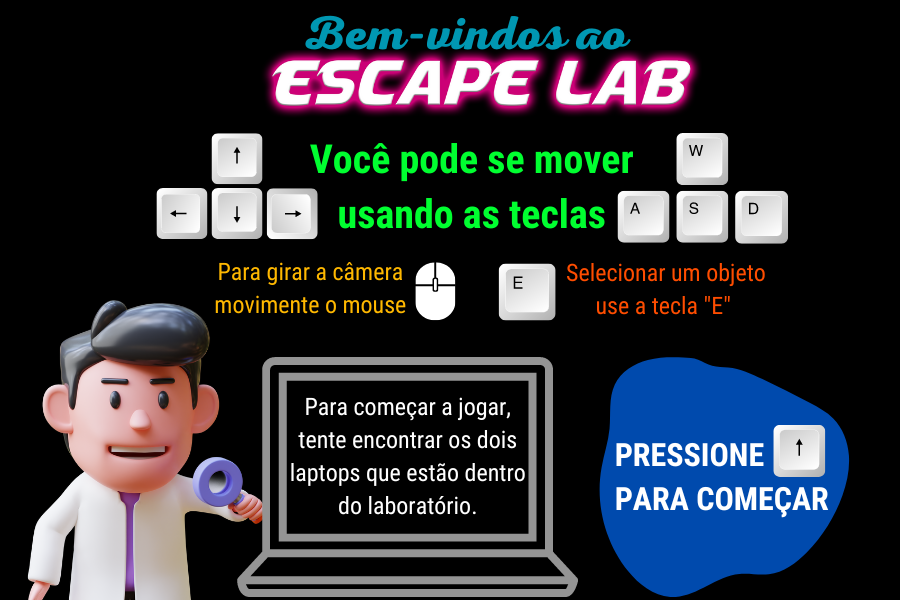 Bem-vindos ao
ESCAPE LAB
↑
Você pode se mover
W
← ↓ →
usando as teclas
A S D
Para girar a câmera
movimente o mouse
E
Selecionar um objeto
use a tecla "E"
Para começar a jogar,
tente encontrar os dois
laptops que estão dentro
do laboratório.
PRESSIONE ↑
PARA COMEÇAR